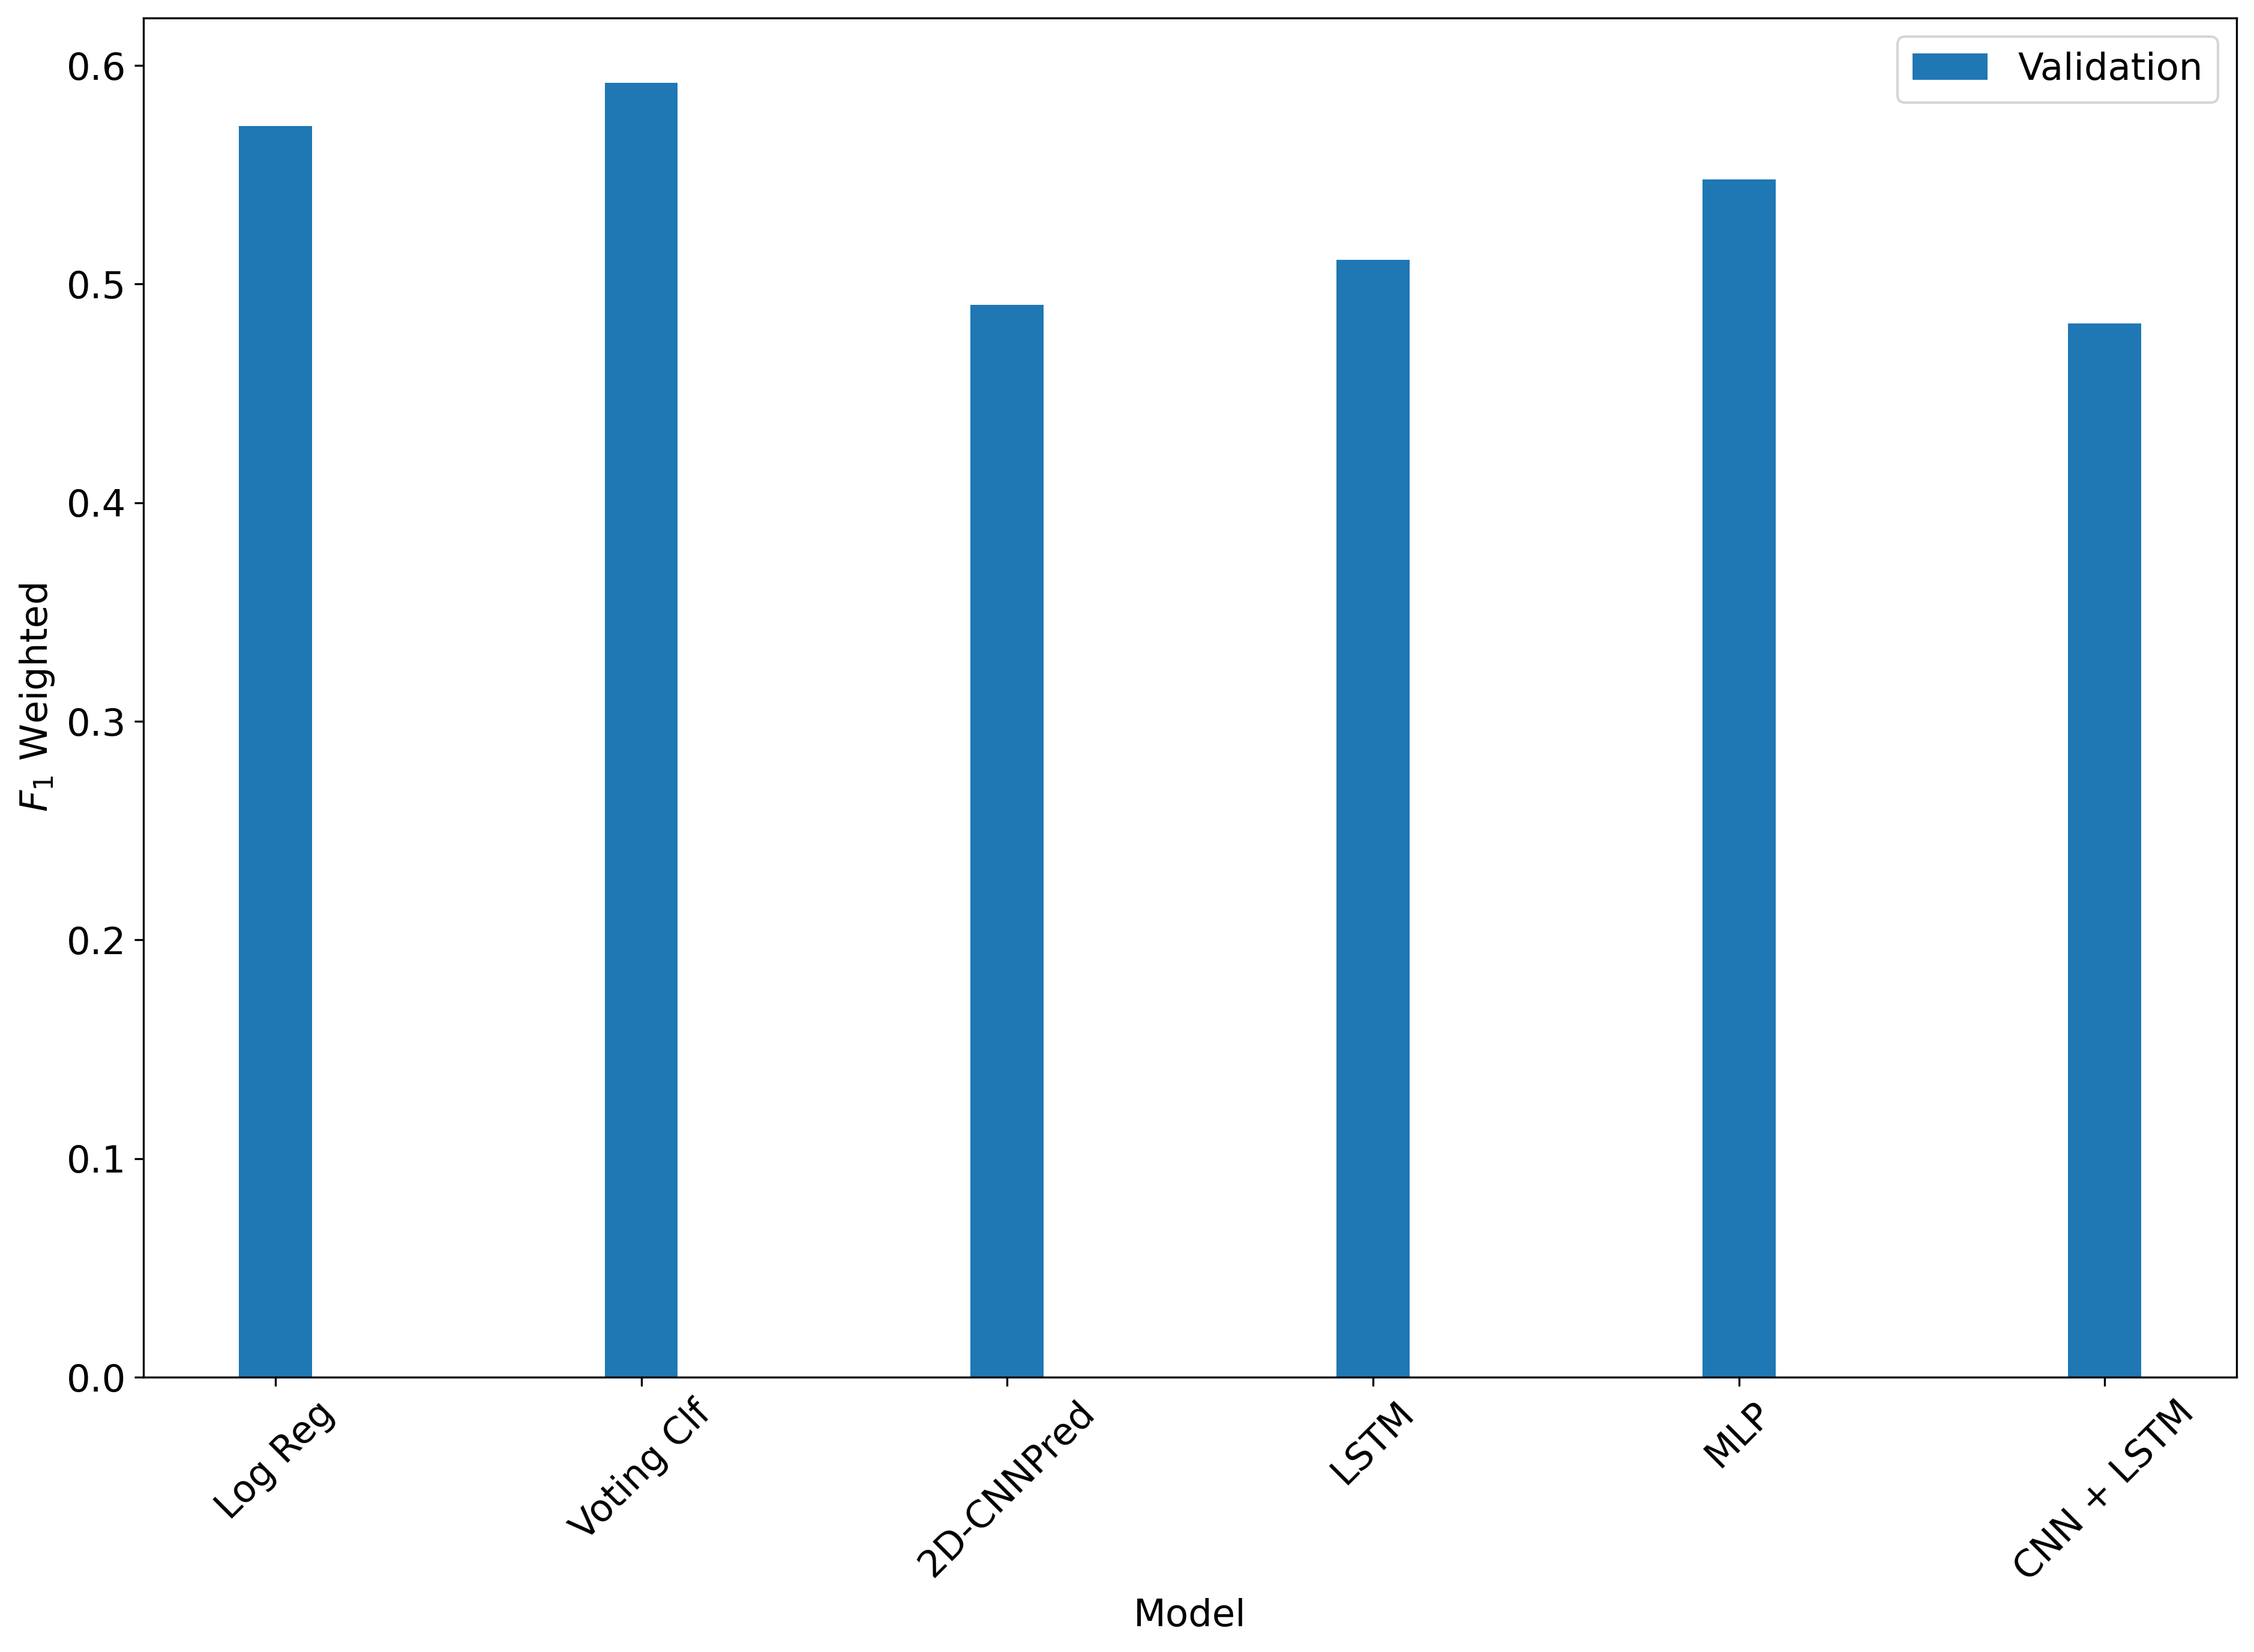 Validation
0.6
0.5
0.4
0.3
0.2
0.1
0.0
F1 Weighted
Log Reg
Voting Clf
2D-CNNPred
LSTM
MLP
CNN + LSTM
Model